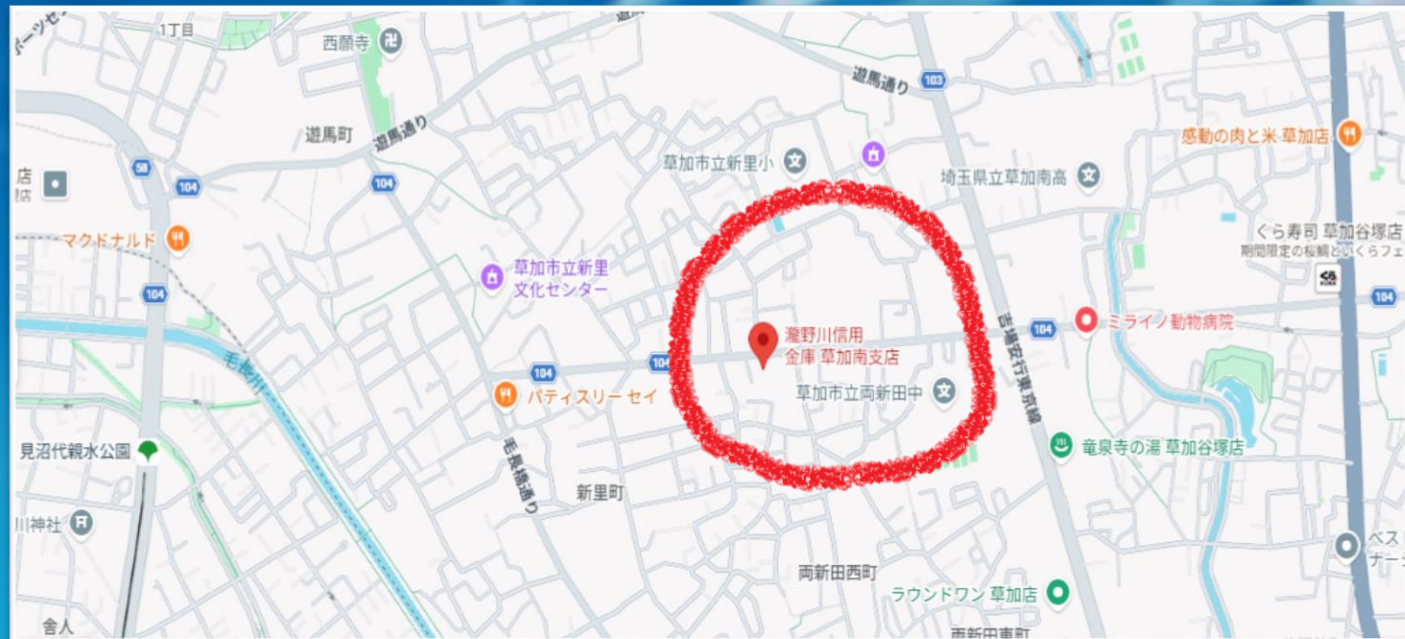 1丁目
西願寺
遊馬通り
103
遊馬町
遊馬通り
感動の肉と米 草加店
58
104
104
草加市立新里小
埼玉県立草加南高
店
マクドナルド
くら寿司 草加谷塚店
期間限定の桜鯛といくらフェ
草加市立新里
文化センター
104
104
104
ミライノ動物病院
瀧野川信用
金庫 草加南支店
吉場安行東京線
毛長川
104
104
パティスリー セイ
草加市立両新田中
見沼代親水公園
毛長橋通り
竜泉寺の湯 草加谷塚店
新里町
川神社
ベス
ナー
両新田西町
ラウンドワン 草加店
舎人
両新田東町